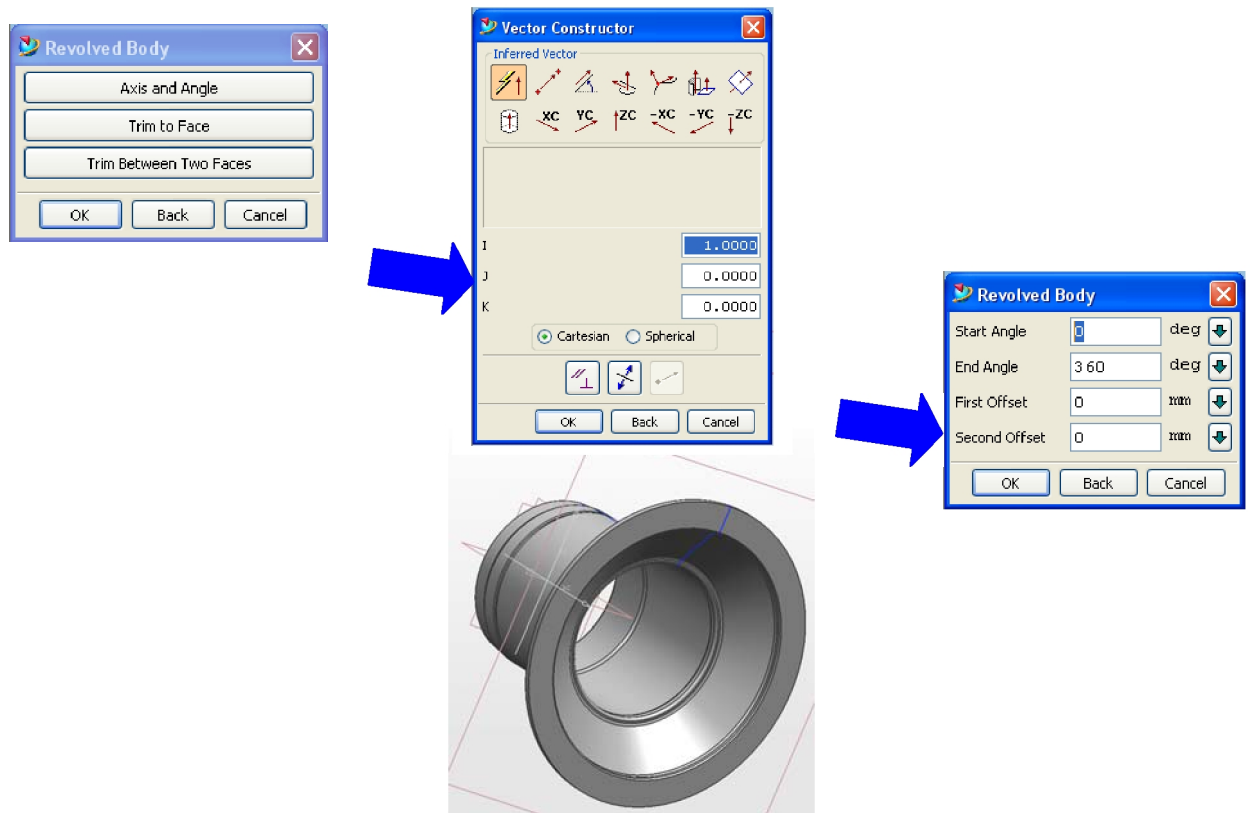 Revolved Body
Axis and Angle
Trim to Face
Trim Between Two Faces
OK Back Cancel
Vector Constructor
Inferred Vector
XC YC ZC -XC -YC -ZC
I 1.0000
J 0.0000
K 0.0000
Cartesian Spherical
OK Back Cancel
Revolved Body
Start Angle 0 deg
End Angle 360 deg
First Offset 0 mm
Second Offset 0 mm
OK Back Cancel